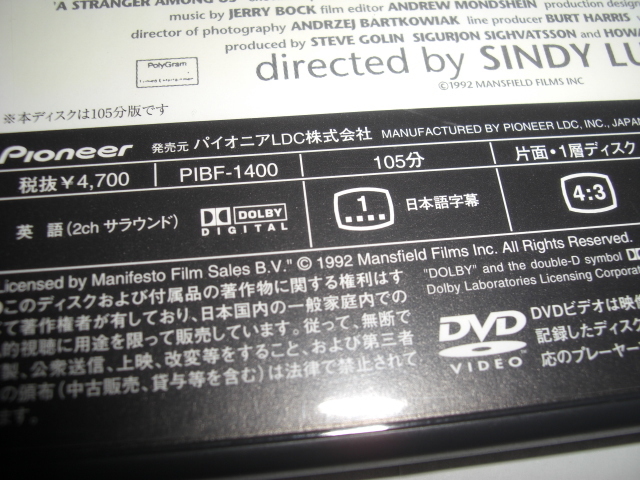 'A STRANGER AMONG US'
music by JERRY BOCK film editor ANDREW MONDSHEIN production design
director of photography ANDRZEJ BARTKOWIAK line producer BURT HARRIS
produced by STEVE GOLIN SIGURJON SIGHVATSSON and HOWA
PolyGram
directed by SINDY LU
©1992 MANSFIELD FILMS INC
※本ディスクは105分版です
Pioneer 発売元 パイオニアLDC株式会社 MANUFACTURED BY PIONEER LDC, INC., JAPAN
税抜￥4,700 PIBF-1400 105分 片面・1層ディスク
英語(2chサラウンド) DOLBY DIGITAL 1 日本語字幕 4:3
Licensed by Manifesto Film Sales B.V." © 1992 Mansfield Films Inc. All Rights Reserved.
"DOLBY" and the double-D symbol
Dolby Laboratories Licensing Corporat
のこのディスクおよび付属品の著作物に関する権利はす
て著作権者が有しており、日本国内の一般家庭内での
的視聴に用途を限って販売しています。従って、無断で
製、公衆送信、上映、改変等をすること、および第三者
の頒布(中古販売、貸与等を含む)は法律で禁止されて
ます。
DVD VIDEO
DVDビデオは映
記録したディス
応のプレーヤー